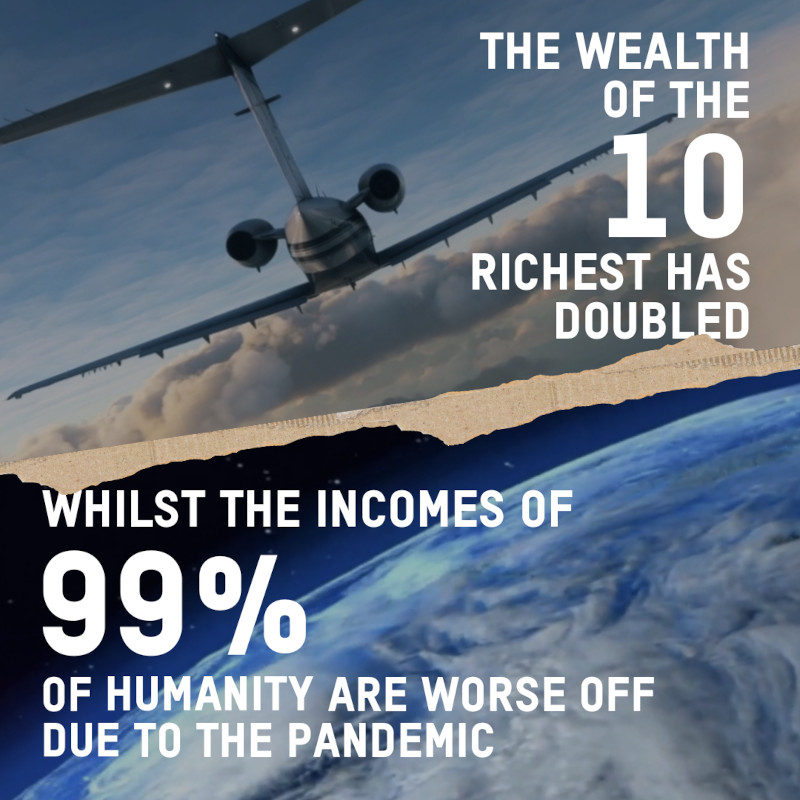 THE WEALTH
OF THE
10
RICHEST HAS
DOUBLED
WHILST THE INCOMES OF
99%
OF HUMANITY ARE WORSE OFF
DUE TO THE PANDEMIC